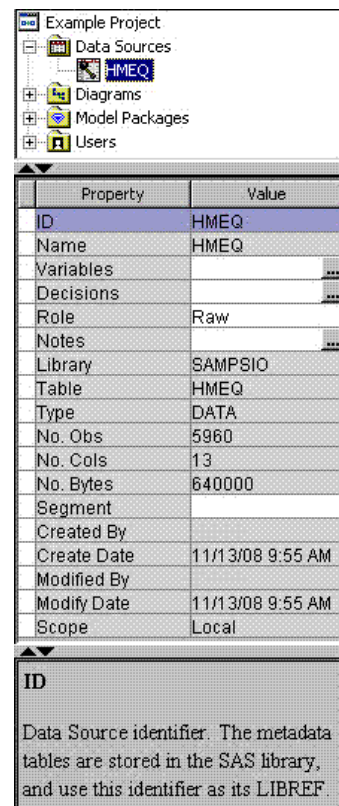 Example Project
Data Sources
HMEQ
Diagrams
Model Packages
Users
Property Value
ID HMEQ
Name HMEQ
Variables ...
Decisions ...
Role Raw
Notes ...
Library SAMPSIO
Table HMEQ
Type DATA
No. Obs 5960
No. Cols 13
No. Bytes 640000
Segment
Created By
Create Date 11/13/08 9:55 AM
Modified By
Modify Date 11/13/08 9:55 AM
Scope Local
ID
Data Source identifier. The metadata
tables are stored in the SAS library,
and use this identifier as its LIBREF.